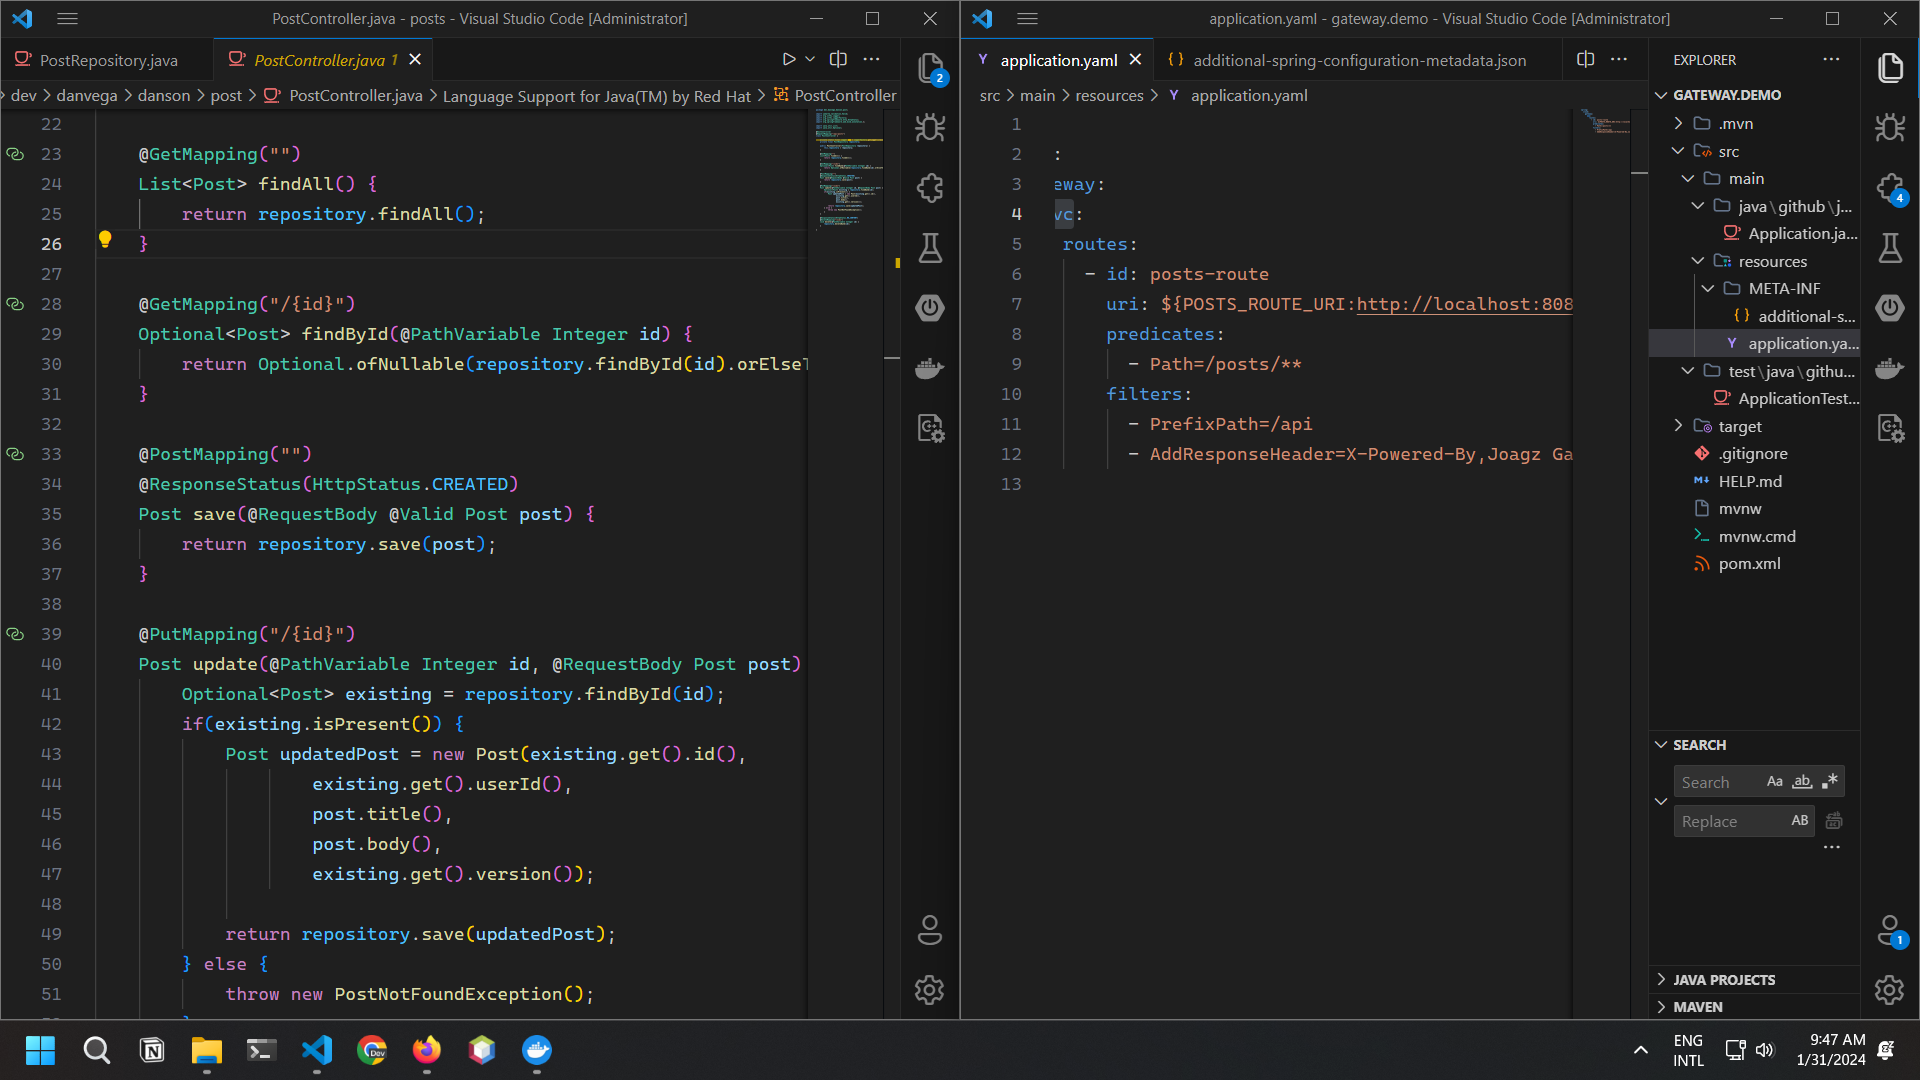 PostController.java - posts - Visual Studio Code [Administrator]
PostRepository.java
PostController.java 1
dev > danvega > danson > post > PostController.java > Language Support for Java(TM) by Red Hat > PostController
22
23 @GetMapping("")
24 List<Post> findAll() {
25 return repository.findAll();
26 }
27
28 @GetMapping("/{id}")
29 Optional<Post> findById(@PathVariable Integer id) {
30 return Optional.ofNullable(repository.findById(id).orElseT
31 }
32
33 @PostMapping("")
34 @ResponseStatus(HttpStatus.CREATED)
35 Post save(@RequestBody @Valid Post post) {
36 return repository.save(post);
37 }
38
39 @PutMapping("/{id}")
40 Post update(@PathVariable Integer id, @RequestBody Post post)
41 Optional<Post> existing = repository.findById(id);
42 if(existing.isPresent()) {
43 Post updatedPost = new Post(existing.get().id(),
44 existing.get().userId(),
45 post.title(),
46 post.body(),
47 existing.get().version());
48
49 return repository.save(updatedPost);
50 } else {
51 throw new PostNotFoundException();
2
application.yaml - gateway.demo - Visual Studio Code [Administrator]
application.yaml
additional-spring-configuration-metadata.json
src > main > resources > application.yaml
1
2 :
3 eway:
4 vc:
5 routes:
6 - id: posts-route
7 uri: ${POSTS_ROUTE_URI:http://localhost:808
8 predicates:
9 - Path=/posts/**
10 filters:
11 - PrefixPath=/api
12 - AddResponseHeader=X-Powered-By,Joagz Ga
13
EXPLORER
GATEWAY.DEMO
.mvn
src
main
java\github\j...
Application.ja...
resources
META-INF
additional-s...
application.ya...
test\java\githu...
ApplicationTest...
target
.gitignore
HELP.md
mvnw
mvnw.cmd
pom.xml
SEARCH
Search Aa ab
Replace AB
JAVA PROJECTS
MAVEN
4
1
Dev
ENG
INTL
9:47 AM
1/31/2024